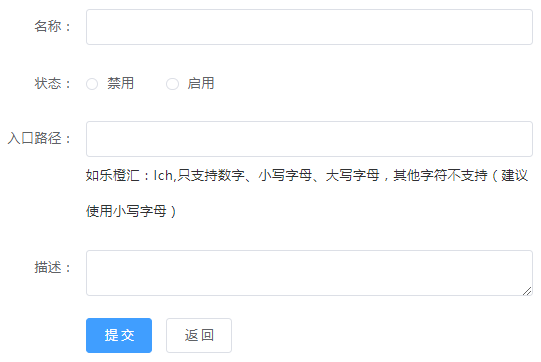 名称：
状态：
禁用 启用
入口路径：
如乐橙汇：lch,只支持数字、小写字母、大写字母，其他字符不支持（建议
使用小写字母）
描述：
提交 返回